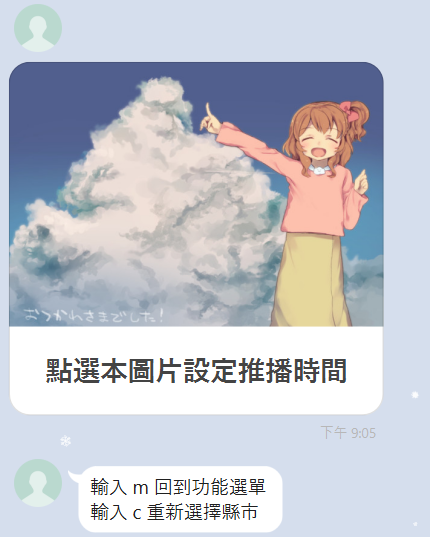 おつかれさまでした!
點選本圖片設定推播時間
下午 9:05
輸入 m 回到功能選單
輸入 c 重新選擇縣市